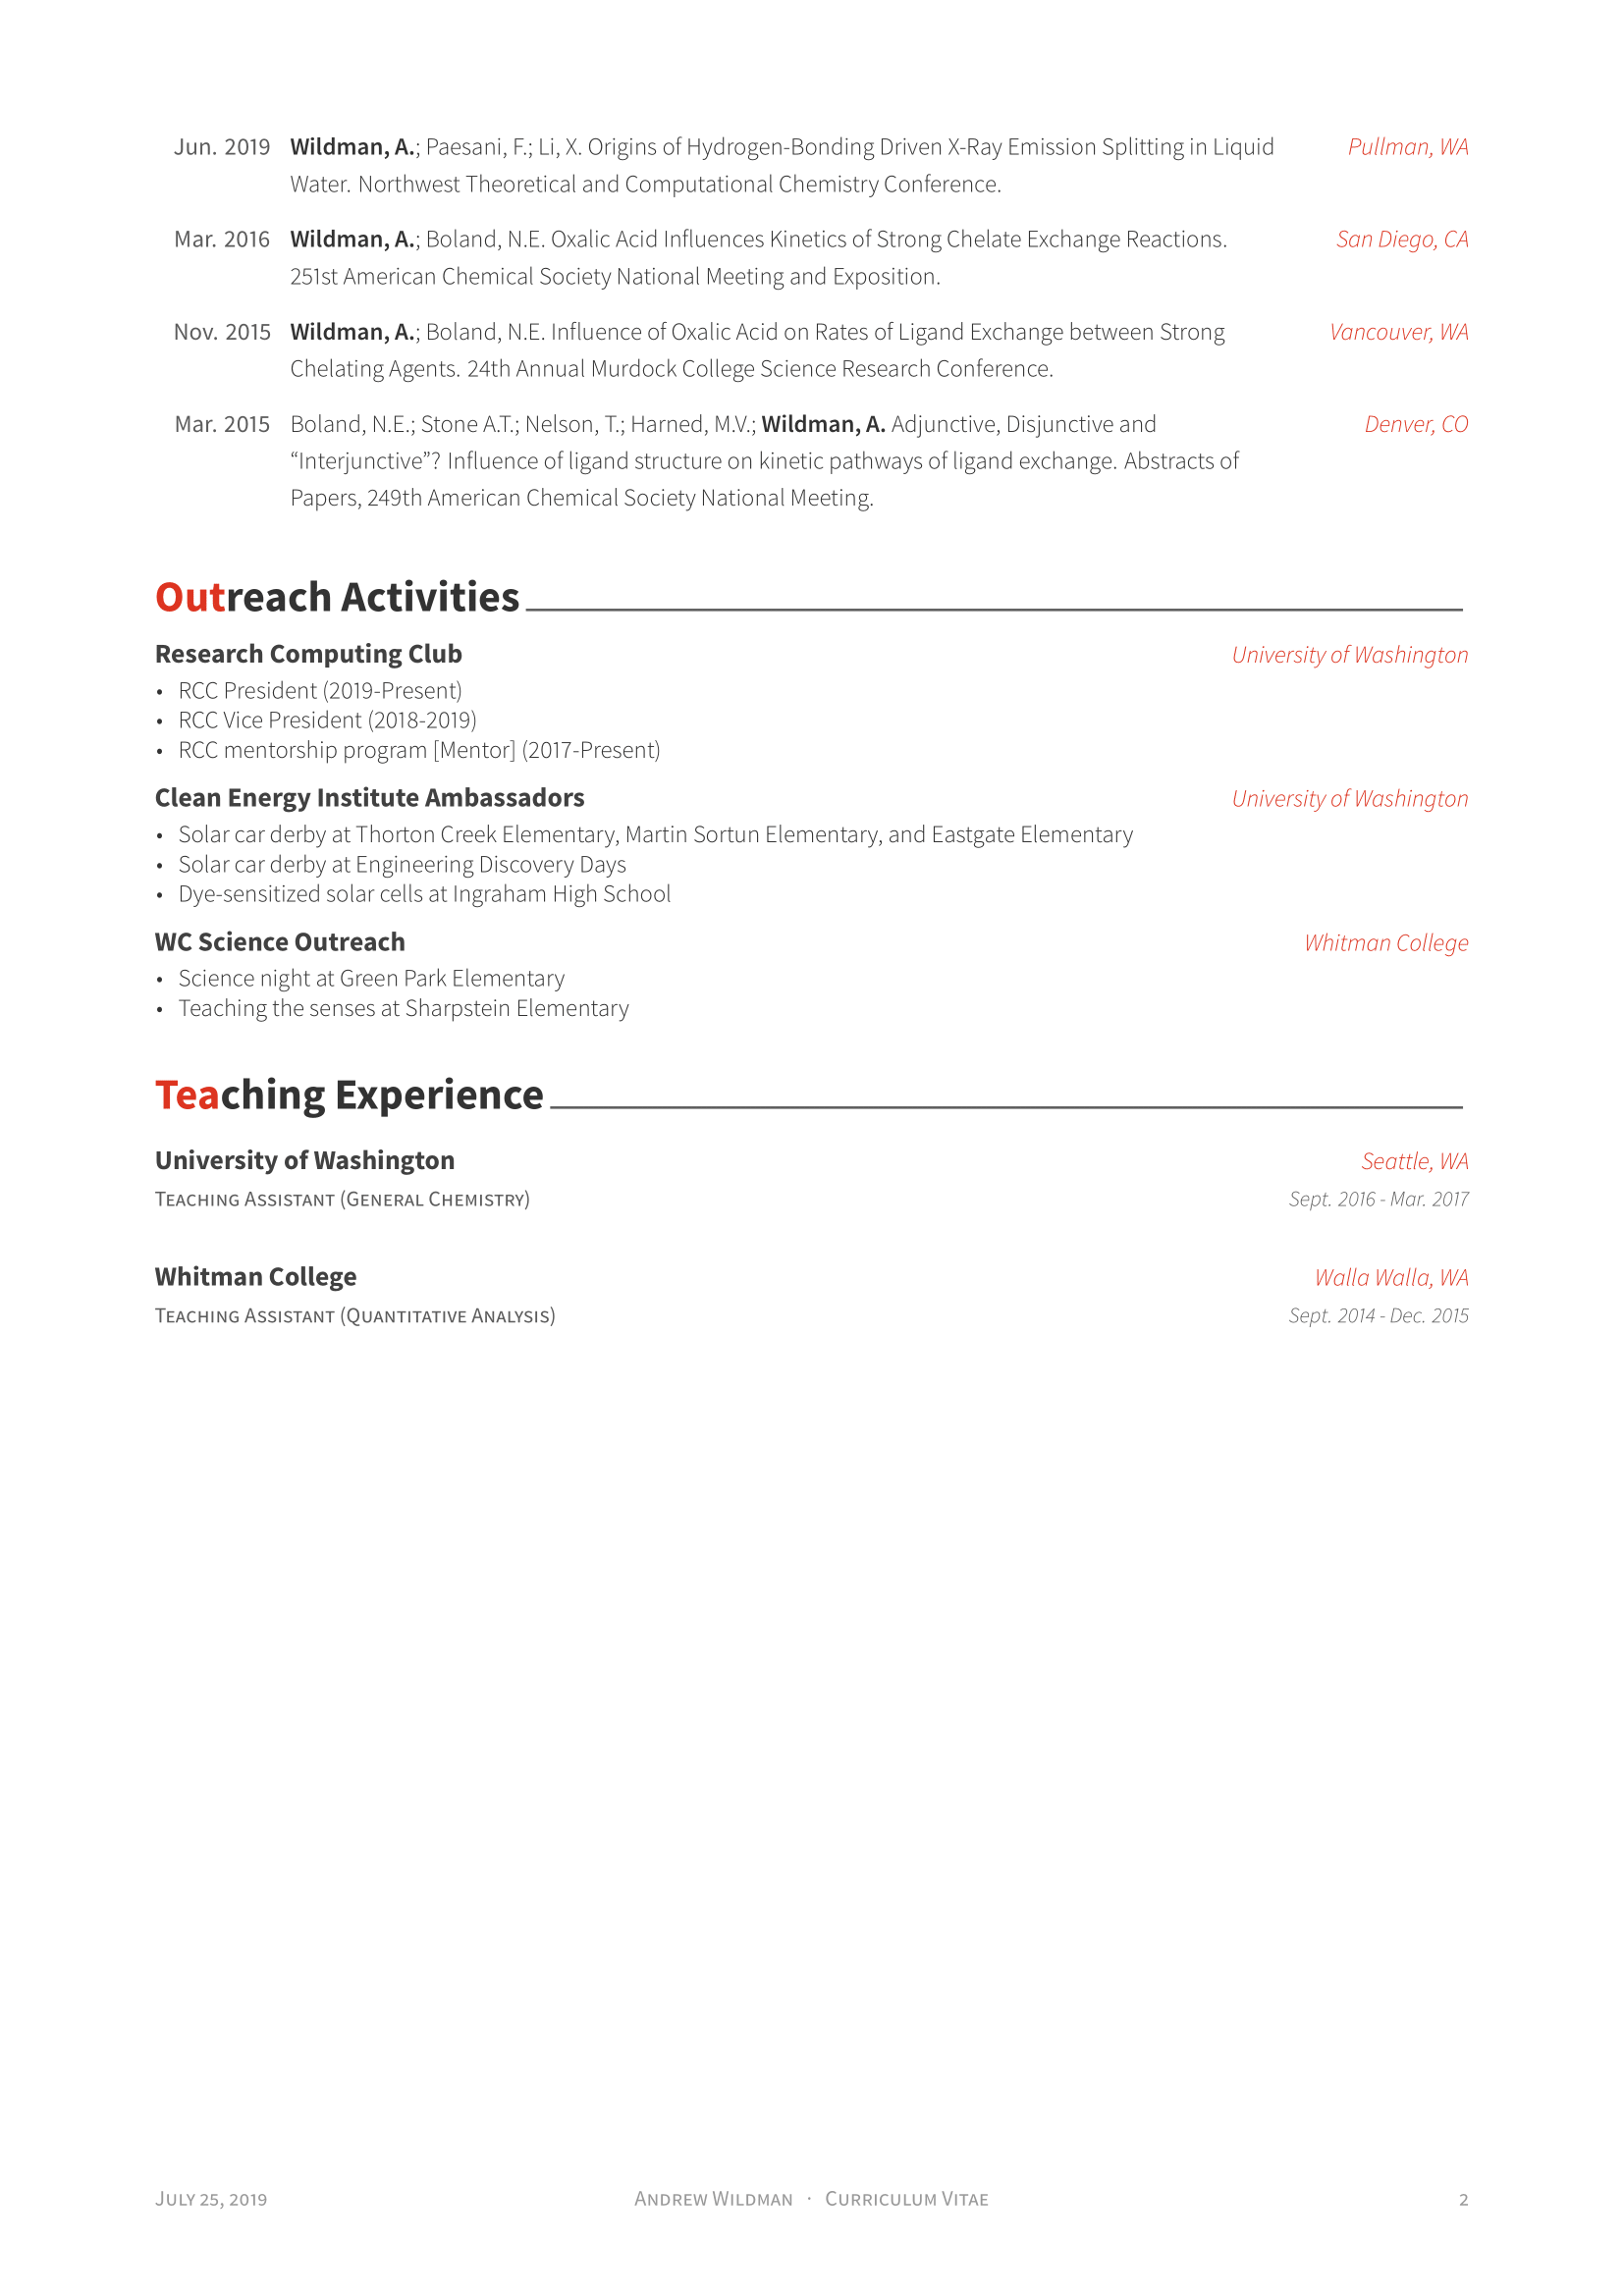 Jun. 2019 Wildman, A.; Paesani, F.; Li, X. Origins of Hydrogen-Bonding Driven X-Ray Emission Splitting in Liquid Pullman, WA
Water. Northwest Theoretical and Computational Chemistry Conference.
Mar. 2016 Wildman, A.; Boland, N.E. Oxalic Acid Influences Kinetics of Strong Chelate Exchange Reactions. San Diego, CA
251st American Chemical Society National Meeting and Exposition.
Nov. 2015 Wildman, A.; Boland, N.E. Influence of Oxalic Acid on Rates of Ligand Exchange between Strong Vancouver, WA
Chelating Agents. 24th Annual Murdock College Science Research Conference.
Mar. 2015 Boland, N.E.; Stone A.T.; Nelson, T.; Harned, M.V.; Wildman, A. Adjunctive, Disjunctive and Denver, CO
“Interjunctive”? Influence of ligand structure on kinetic pathways of ligand exchange. Abstracts of
Papers, 249th American Chemical Society National Meeting.
Outreach Activities
Research Computing Club University of Washington
• RCC President (2019-Present)
• RCC Vice President (2018-2019)
• RCC mentorship program [Mentor] (2017-Present)
Clean Energy Institute Ambassadors University of Washington
• Solar car derby at Thorton Creek Elementary, Martin Sortun Elementary, and Eastgate Elementary
• Solar car derby at Engineering Discovery Days
• Dye-sensitized solar cells at Ingraham High School
WC Science Outreach Whitman College
• Science night at Green Park Elementary
• Teaching the senses at Sharpstein Elementary
Teaching Experience
University of Washington Seattle, WA
Teaching Assistant (General Chemistry) Sept. 2016 - Mar. 2017
Whitman College Walla Walla, WA
Teaching Assistant (Quantitative Analysis) Sept. 2014 - Dec. 2015
July 25, 2019 Andrew Wildman · Curriculum Vitae 2